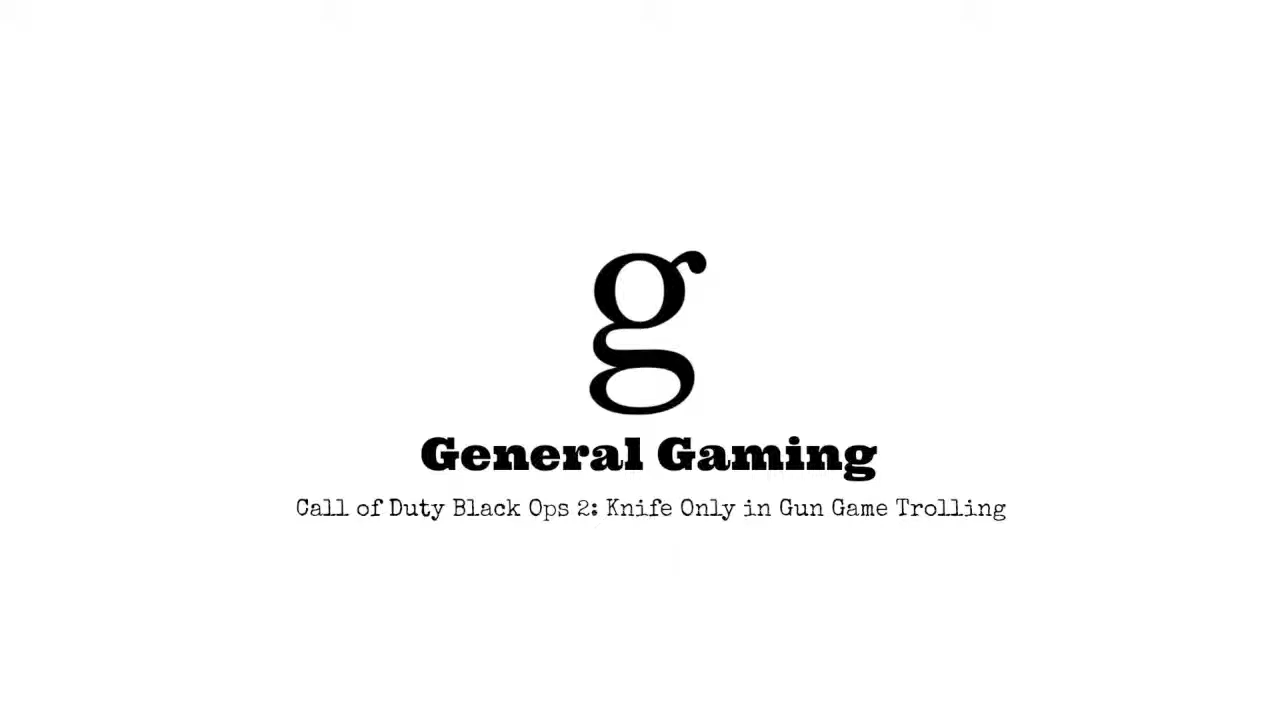 g
General Gaming
Call of Duty Black Ops 2: Knife Only in Gun Game Trolling